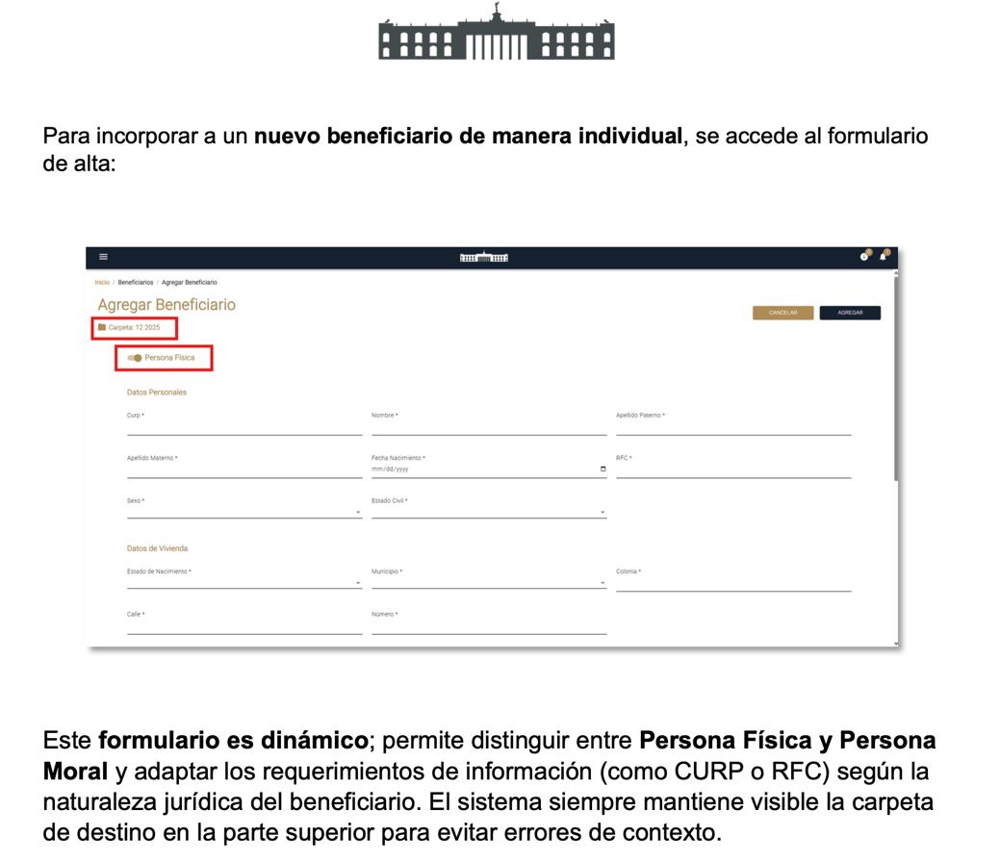 Para incorporar a un nuevo beneficiario de manera individual, se accede al formulario
de alta:
Inicio / Beneficiarios / Agregar Beneficiario
Agregar Beneficiario
CANCELAR
AGREGAR
Carpeta: 12 2025
Persona Física
Datos Personales
Curp *
Nombre *
Apellido Paterno *
Apellido Materno *
Fecha Nacimiento *
RFC *
mm/dd/yyyy
Sexo *
Estado Civil *
Datos de Vivienda
Estado de Nacimiento *
Municipio *
Colonia *
Calle *
Número *
Este formulario es dinámico; permite distinguir entre Persona Física y Persona
Moral y adaptar los requerimientos de información (como CURP o RFC) según la
naturaleza jurídica del beneficiario. El sistema siempre mantiene visible la carpeta
de destino en la parte superior para evitar errores de contexto.